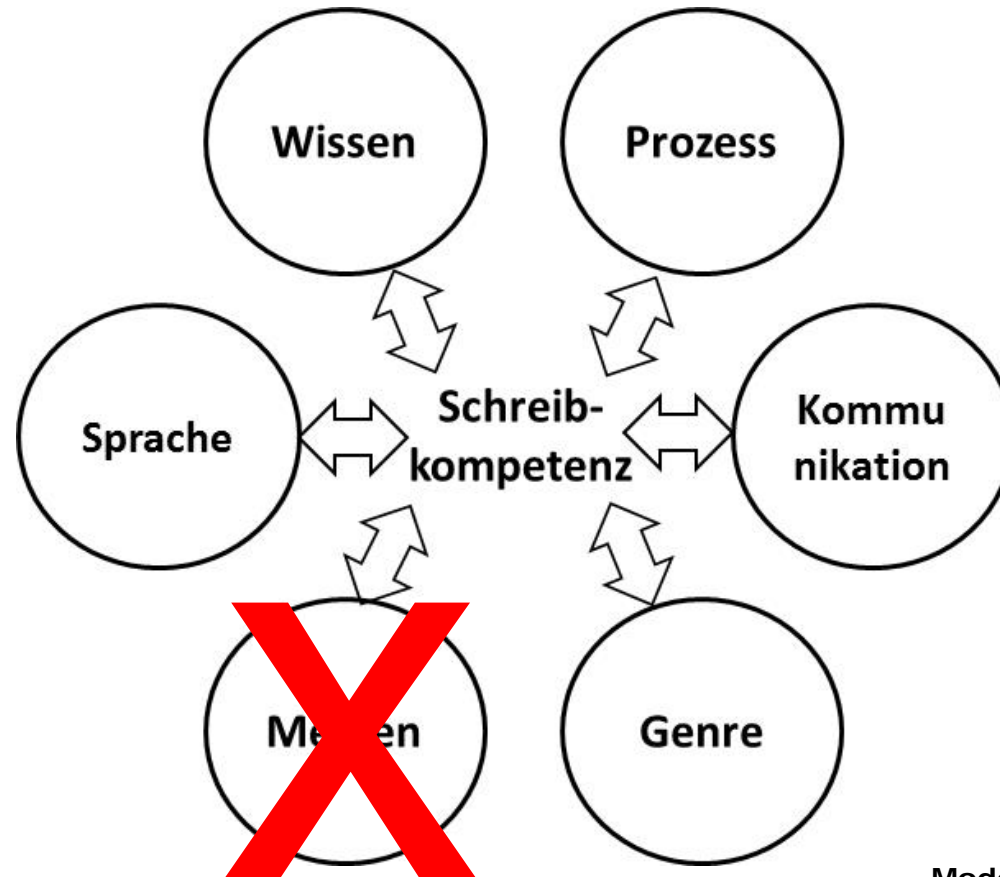 Wissen
Prozess
Schreib-
kompetenz
Sprache
Kommu
nikation
Genre